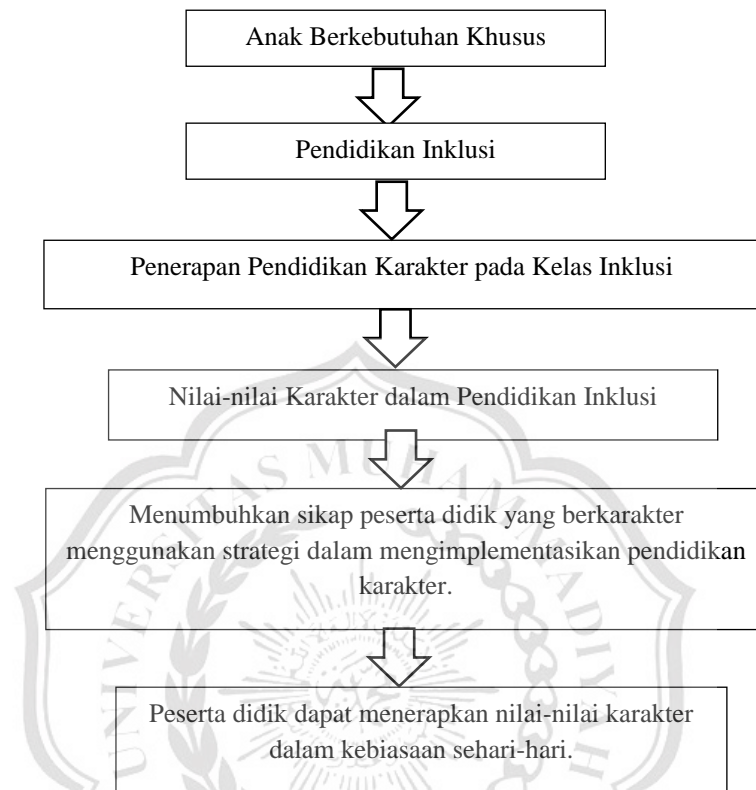 Anak Berkebutuhan Khusus
Pendidikan Inklusi
Penerapan Pendidikan Karakter pada Kelas Inklusi
Nilai-nilai Karakter dalam Pendidikan Inklusi
UNIVERSITAS MUHAMMADIYAH
Menumbuhkan sikap peserta didik yang berkarakter
menggunakan strategi dalam mengimplementasikan pendidikan
karakter.
Peserta didik dapat menerapkan nilai-nilai karakter
dalam kebiasaan sehari-hari.